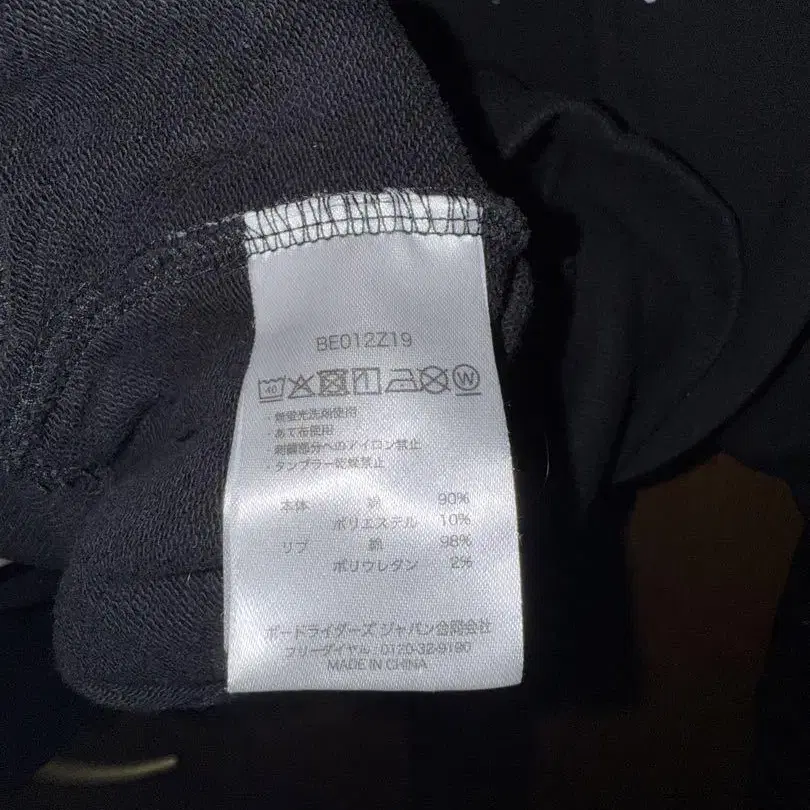 BE012Z19
40 W
・無蛍光洗剤使用
・あて布使用
・刺繍部分へのアイロン禁止
・タンブラー乾燥禁止
本体 綿 90%
ポリエステル 10%
リブ 綿 98%
ポリウレタン 2%
ボードライダーズ ジャパン合同会社
フリーダイヤル:0120-32-9190
MADE IN CHINA